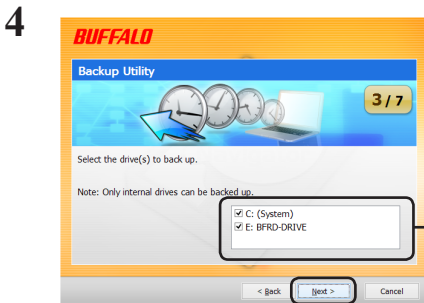 4
BUFFALO
Backup Utility
3 / 7
Select the drive(s) to back up.
Note: Only internal drives can be backed up.
C: (System)
E: BFRD-DRIVE
< Back
Next >
Cancel